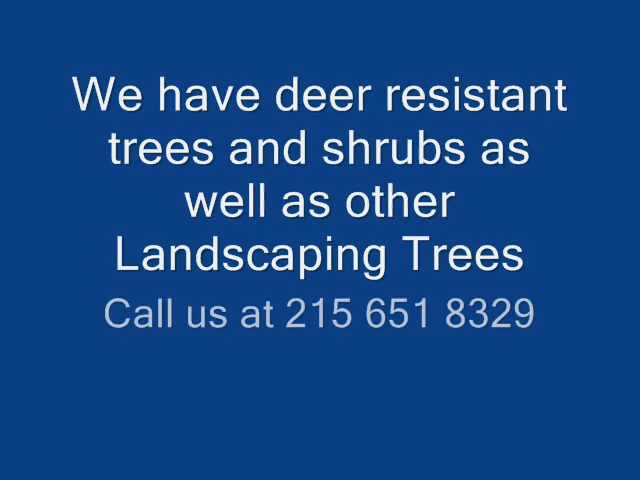 We have deer resistant
trees and shrubs as
well as other
Landscaping Trees
Call us at 215 651 8329